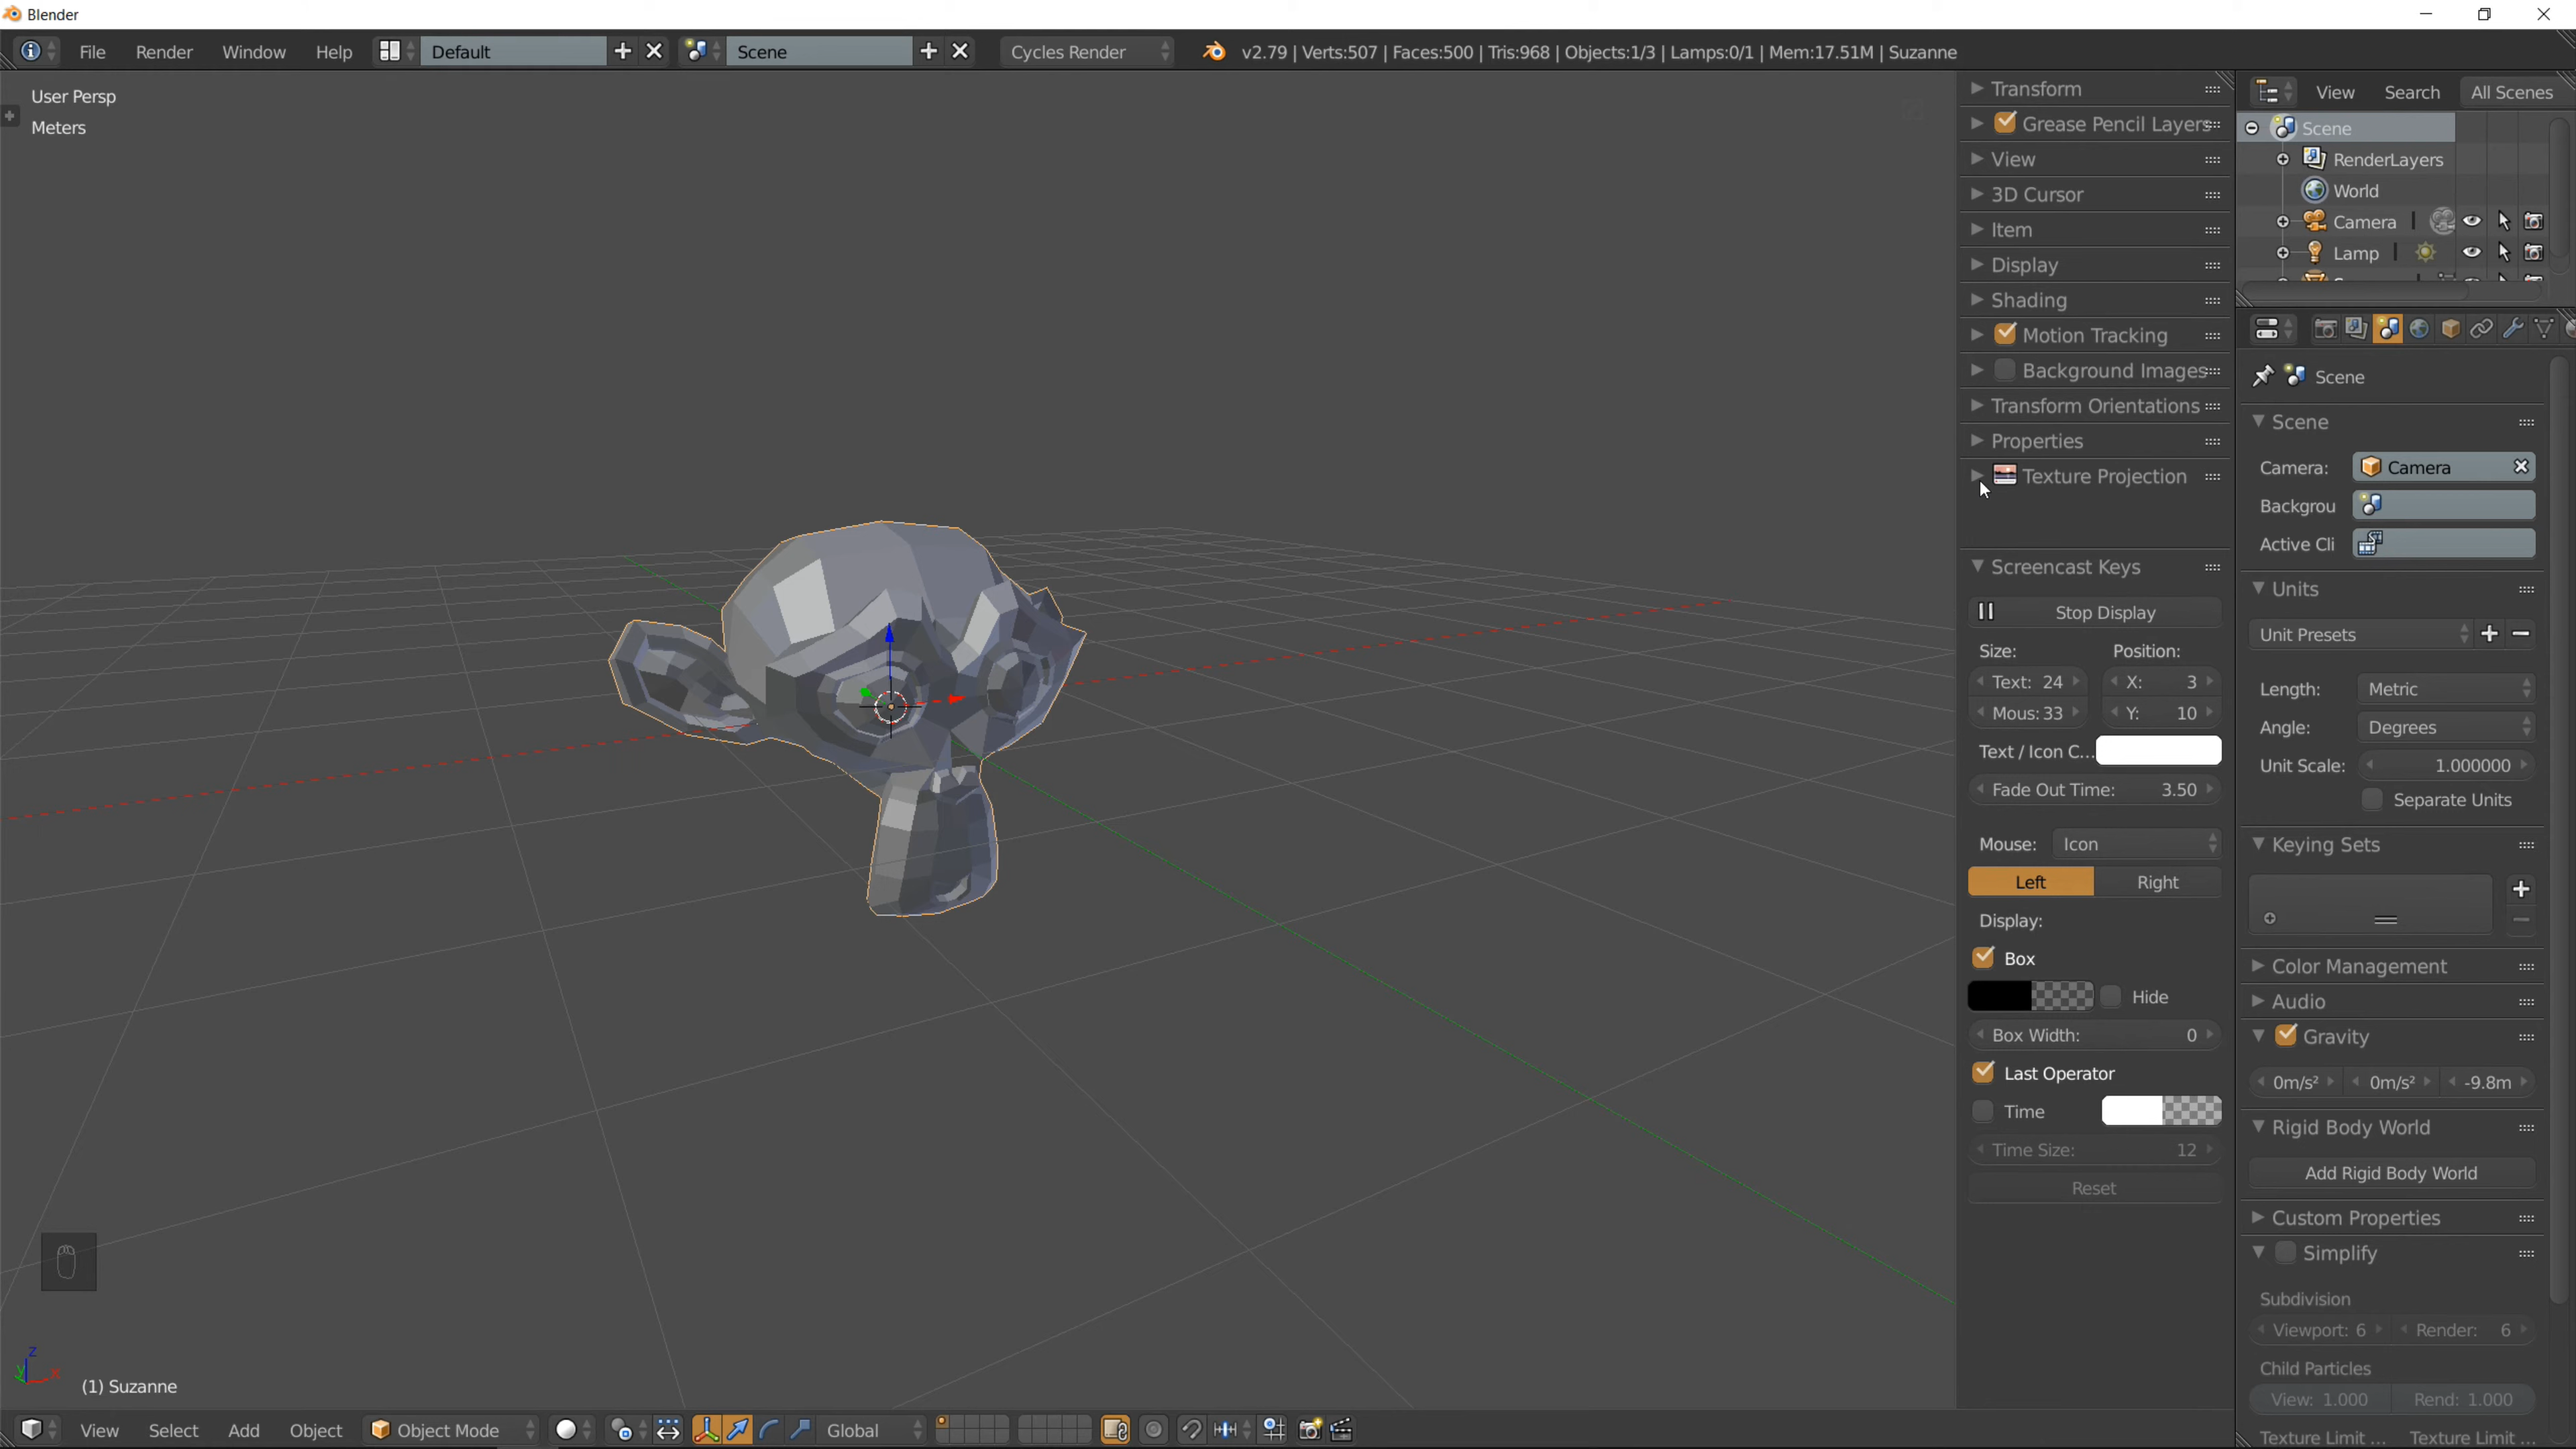 Blender
File Render Window Help Default Scene Cycles Render v2.79 | Verts:507 | Faces:500 | Tris:968 | Objects:1/3 | Lamps:0/1 | Mem:17.51M | Suzanne
User Persp
Meters
(1) Suzanne
View Select Add Object Object Mode Global
Transform
Grease Pencil Layers
View
3D Cursor
Item
Display
Shading
Motion Tracking
Background Images
Transform Orientations
Properties
Texture Projection
Screencast Keys
Stop Display
Size: Position:
Text: 24 X: 3
Mous: 33 Y: 10
Text / Icon C...
Fade Out Time: 3.50
Mouse: Icon
Left Right
Display:
Box
Hide
Box Width: 0
Last Operator
Time
Time Size: 12
Reset
View Search All Scenes
Scene
RenderLayers
World
Camera
Lamp
Scene
Scene
Camera: Camera
Backgrou
Active Cli
Units
Unit Presets
Length: Metric
Angle: Degrees
Unit Scale: 1.000000
Separate Units
Keying Sets
Color Management
Audio
Gravity
0m/s² 0m/s² -9.8m
Rigid Body World
Add Rigid Body World
Custom Properties
Simplify
Subdivision
Viewport: 6 Render: 6
Child Particles
View: 1.000 Rend: 1.000
Texture Limit ... Texture Limit ...